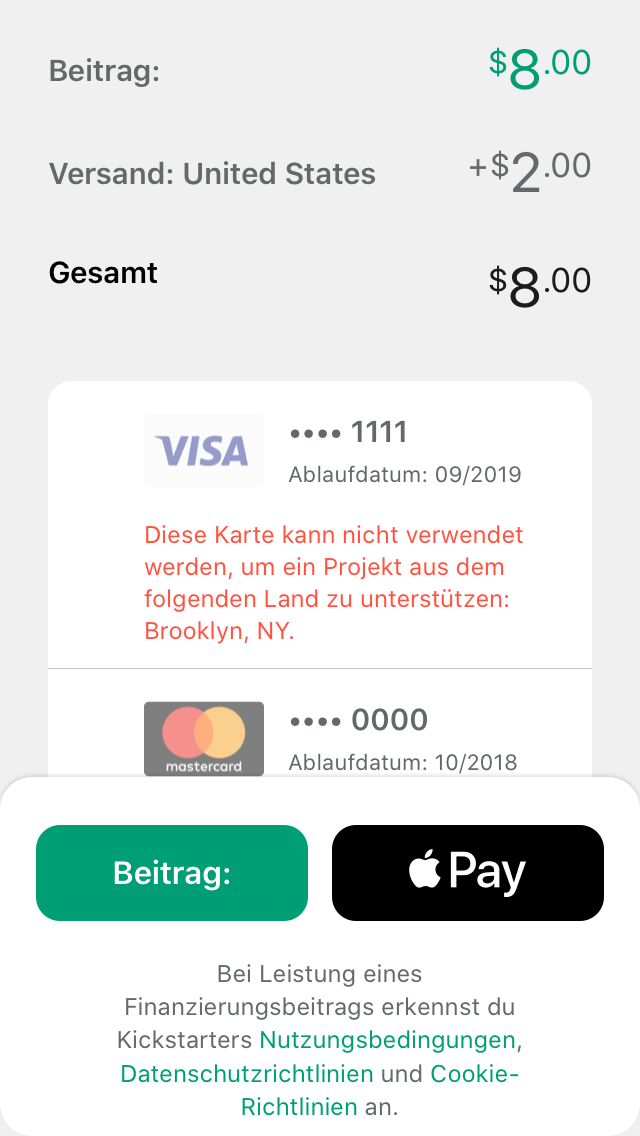 Beitrag: $8.00
Versand: United States +$2.00
Gesamt $8.00
VISA •••• 1111
Ablaufdatum: 09/2019
Diese Karte kann nicht verwendet
werden, um ein Projekt aus dem
folgenden Land zu unterstützen:
Brooklyn, NY.
•••• 0000
mastercard Ablaufdatum: 10/2018
Beitrag: Pay
Bei Leistung eines
Finanzierungsbeitrags erkennst du
Kickstarters Nutzungsbedingungen,
Datenschutzrichtlinien und Cookie-
Richtlinien an.